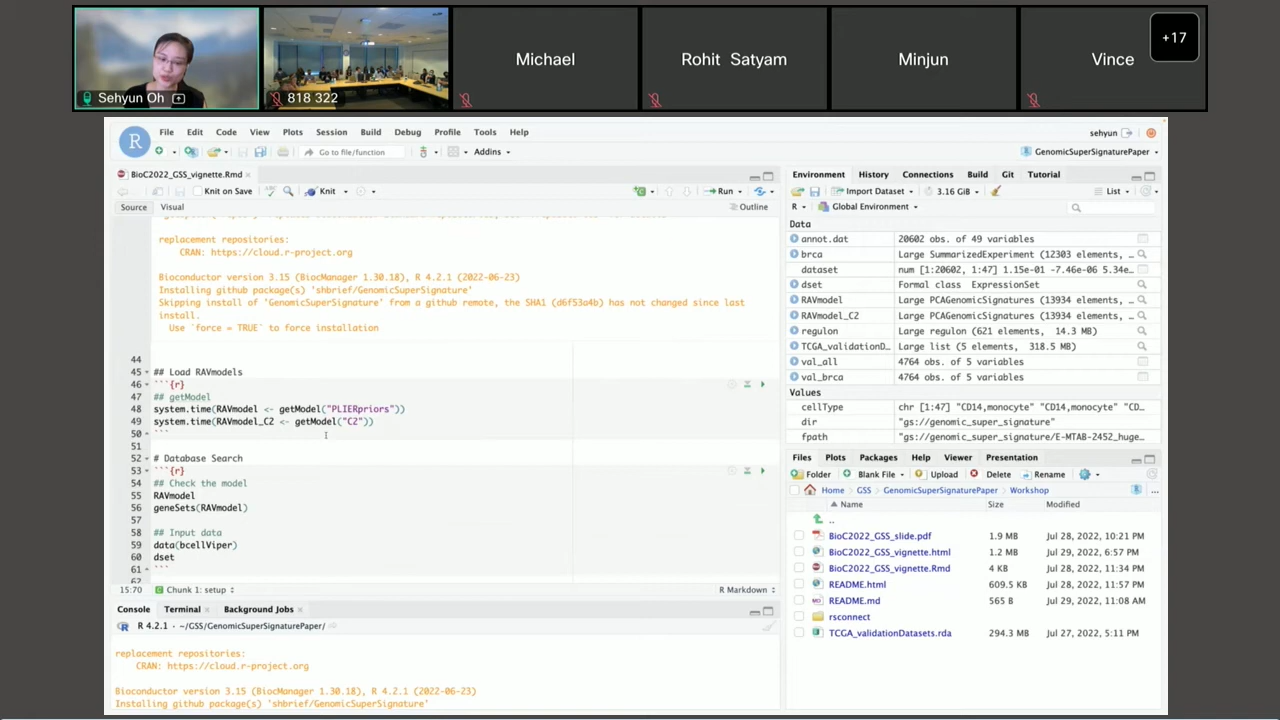 Sehyun Oh
818 322
Michael
Rohit Satyam
Minjun
Vince
+17
File Edit Code View Plots Session Build Debug Profile Tools Help
sehyun
Go to file/function
Addins
GenomicSuperSignaturePaper
BioC2022_GSS_vignette.Rmd
Knit on Save
Knit
Run
Source Visual
Outline
replacement repositories:
CRAN: https://cloud.r-project.org
Bioconductor version 3.15 (BiocManager 1.30.18), R 4.2.1 (2022-06-23)
Installing github package(s) 'shbrief/GenomicSuperSignature'
Skipping install of 'GenomicSuperSignature' from a github remote, the SHA1 (d6f53a4b) has not changed since last
install.
Use `force = TRUE` to force installation
44
45 ## Load RAVmodels
46 ```{r}
47 ## getModel
48 system.time(RAVmodel <- getModel("PLIERpriors"))
49 system.time(RAVmodel_C2 <- getModel("C2"))
50 ```
51
52 # Database Search
53 ```{r}
54 ## Check the model
55 RAVmodel
56 geneSets(RAVmodel)
57
58 ## Input data
59 data(bcellViper)
60 dset
61 ```
62
15:70 Chunk 1: setup
R Markdown
Console Terminal Background Jobs
R 4.2.1 · ~/GSS/GenomicSuperSignaturePaper/
replacement repositories:
CRAN: https://cloud.r-project.org
Bioconductor version 3.15 (BiocManager 1.30.18), R 4.2.1 (2022-06-23)
Installing github package(s) 'shbrief/GenomicSuperSignature'
Environment History Connections Build Git Tutorial
Import Dataset
3.16 GiB
List
R Global Environment
Data
annot.dat 20602 obs. of 49 variables
brca Large SummarizedExperiment (12303 elements, …
dataset num [1:20602, 1:47] 1.15e-01 -7.46e-06 5.34e…
dset Formal class ExpressionSet
RAVmodel Large PCAGenomicSignatures (13934 elements, …
RAVmodel_C2 Large PCAGenomicSignatures (13934 elements, …
regulon Large regulon (621 elements, 14.3 MB)
TCGA_validationD… Large list (5 elements, 318.5 MB)
val_all 4764 obs. of 5 variables
val_brca 4764 obs. of 5 variables
Values
cellType chr [1:47] "CD14,monocyte" "CD14,monocyte" "CD…
dir "gs://genomic_super_signature"
fpath "gs://genomic_super_signature/E-MTAB-2452_huge…
Files Plots Packages Help Viewer Presentation
Folder Blank File Upload Delete Rename
Home GSS GenomicSuperSignaturePaper Workshop
Name Size Modified
..
BioC2022_GSS_slide.pdf 1.9 MB Jul 28, 2022, 10:21 PM
BioC2022_GSS_vignette.html 1.2 MB Jul 29, 2022, 6:57 PM
BioC2022_GSS_vignette.Rmd 4 KB Jul 28, 2022, 11:34 PM
README.html 609.5 KB Jul 28, 2022, 11:57 PM
README.md 565 B Jul 29, 2022, 11:08 AM
rsconnect
TCGA_validationDatasets.rda 294.3 MB Jul 27, 2022, 5:11 PM